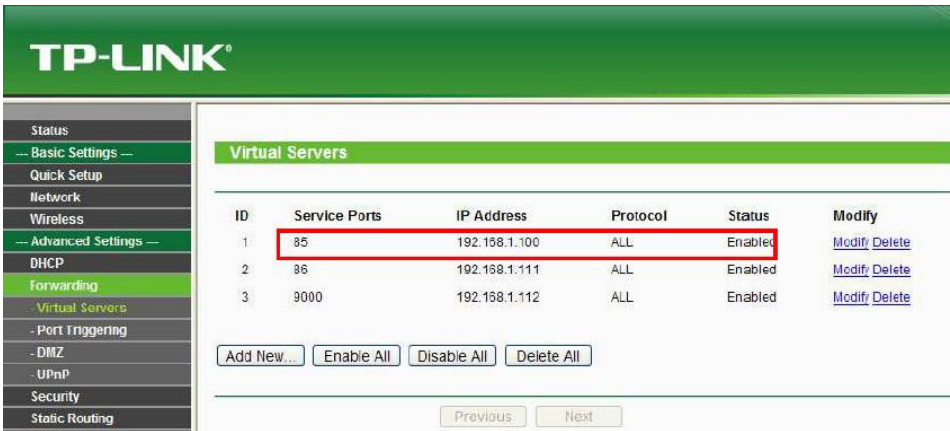 TP-LINK®
Status
--- Basic Settings ---
Quick Setup
Network
Wireless
--- Advanced Settings ---
DHCP
Forwarding
- Virtual Servers
- Port Triggering
- DMZ
- UPnP
Security
Static Routing
Virtual Servers
ID Service Ports IP Address Protocol Status Modify
1 85 192.168.1.100 ALL Enabled Modify Delete
2 86 192.168.1.111 ALL Enabled Modify Delete
3 9000 192.168.1.112 ALL Enabled Modify Delete
Add New... Enable All Disable All Delete All
Previous Next